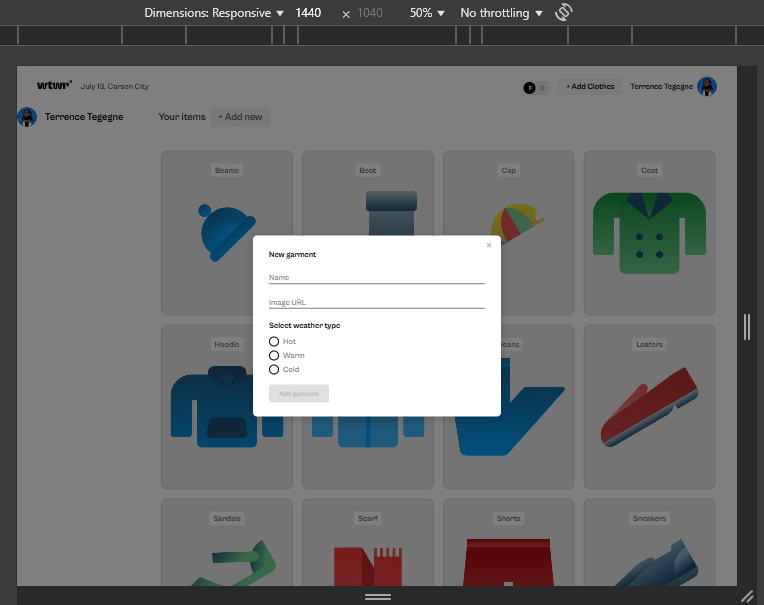 Dimensions: Responsive 1440 × 1040 50% No throttling
wtwr° July 13, Carson City F C + Add Clothes Terrence Tegegne
Terrence Tegegne Your items + Add new
Beanie Boot Cap Coat
×
New garment
Name
Image URL
Select weather type
Hot
Warm
Cold
Add garment
Hoodie Jeans Loafers
Sandals Scarf Shorts Sneakers